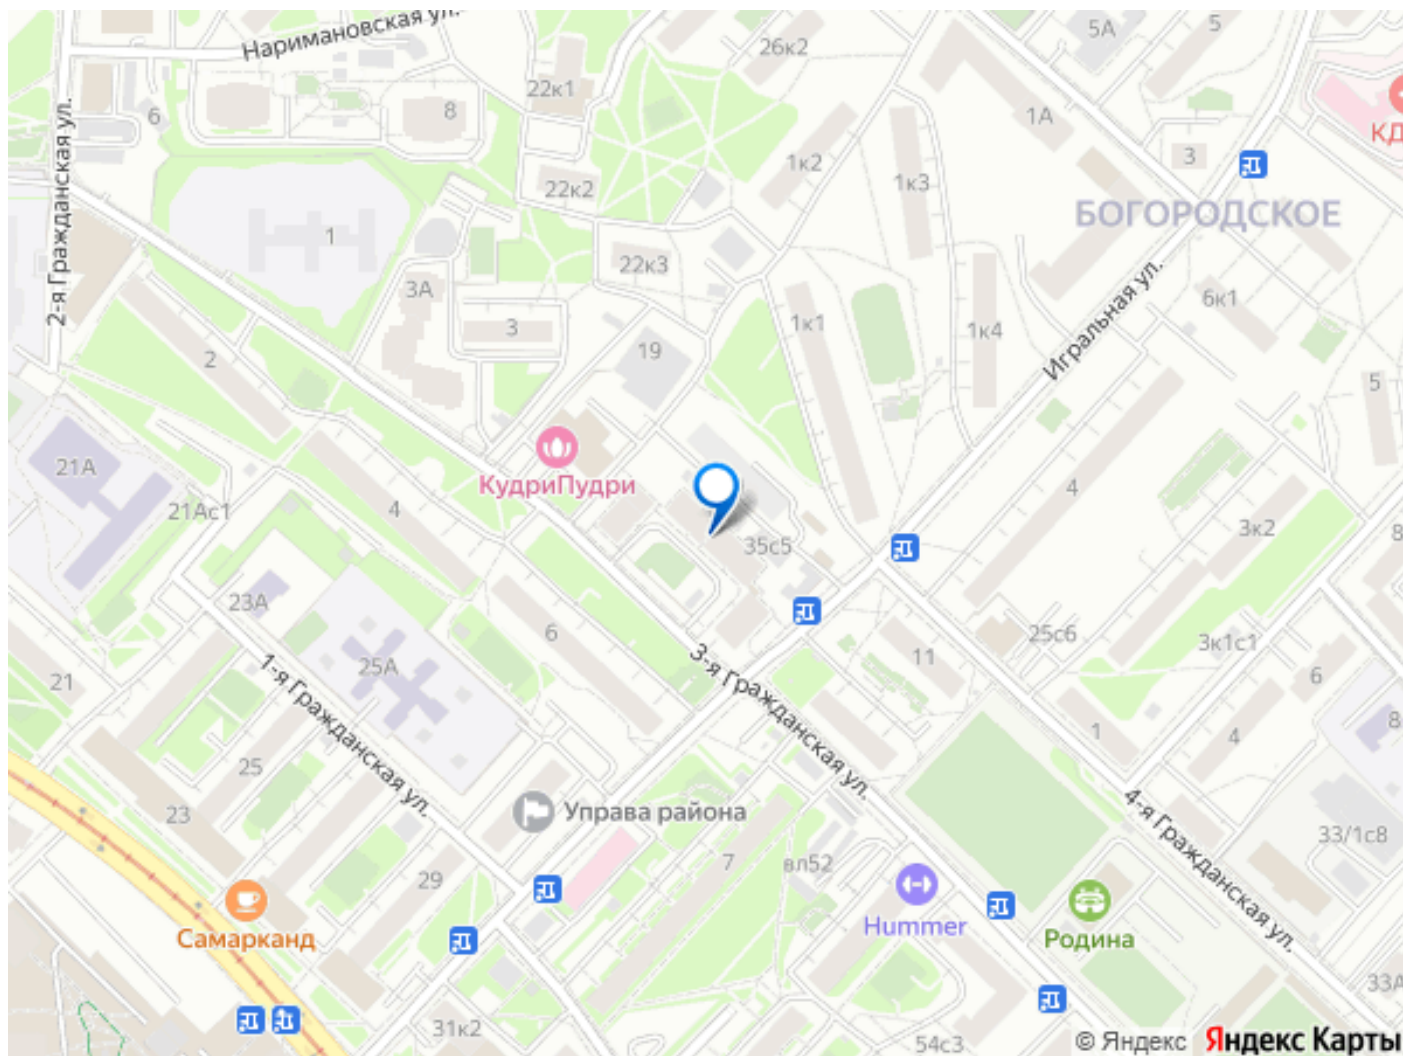 Наримановская ул.
5А
5
26к2
22к1
6
8
1А
КД
2-я Гражданская ул.
1к2
3
22к2
1к3
БОГОРОДСКОЕ
1
22к3
3А
6к1
3
1к1
1к4
Игральная ул.
19
2
5
21А
КудриПудри
4
21Ас1
4
3к2
35с5
8
23А
6
25с6
3к1с1
11
25А
1-я Гражданская ул.
3-я Гражданская ул.
6
21
8
1
4
25
23
Управа района
4-я Гражданская ул.
33/1с8
7
вл52
29
Hummer
Самарканд
Родина
33А
31к2
54с3
© Яндекс Яндекс Карты